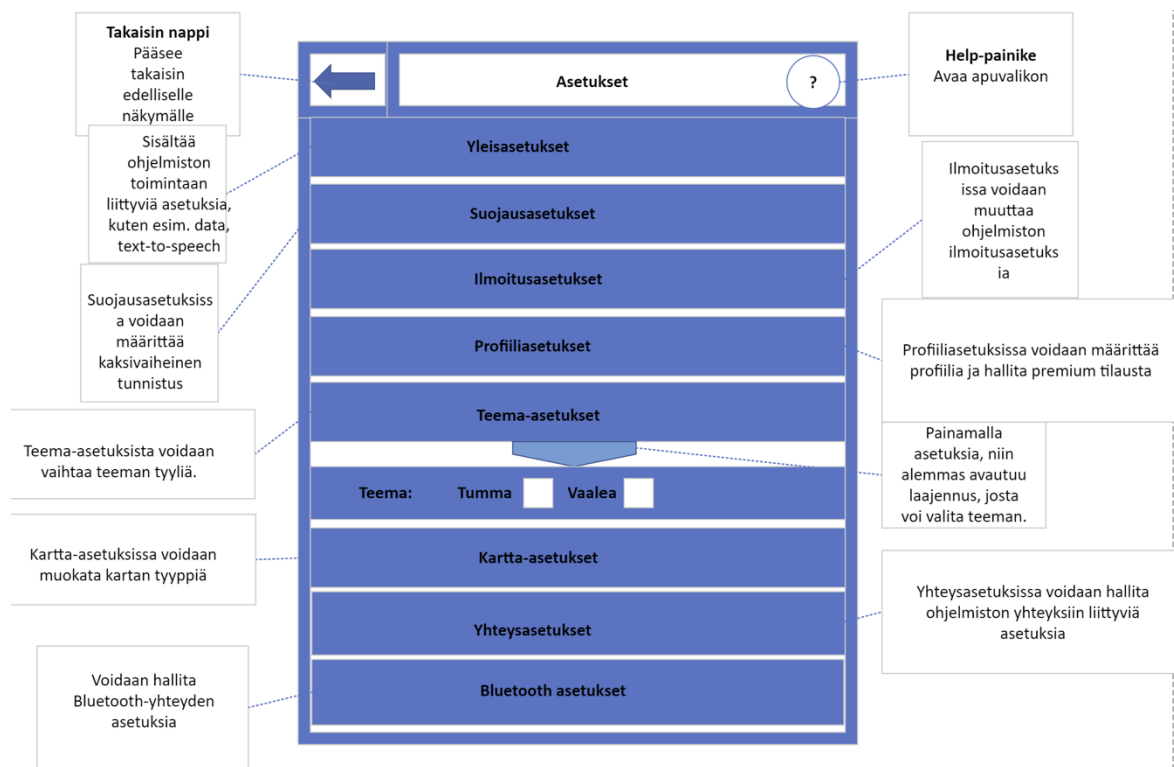 Takaisin nappi
Pääsee
takaisin
edelliselle
näkymälle
Sisältää
ohjelmiston
toimintaan
liittyviä asetuksia,
kuten esim. data,
text-to-speech
Suojausasetuksiss
a voidaan
määrittää
kaksivaiheinen
tunnistus
Teema-asetuksista voidaan
vaihtaa teeman tyyliä.
Kartta-asetuksissa voidaan
muokata kartan tyyppiä
Voidaan hallita
Bluetooth-yhteyden
asetuksia
Asetukset
?
Yleisasetukset
Suojausasetukset
Ilmoitusasetukset
Profiiliasetukset
Teema-asetukset
Teema: Tumma Vaalea
Kartta-asetukset
Yhteysasetukset
Bluetooth asetukset
Help-painike
Avaa apuvalikon
Ilmoitusasetuks
issa voidaan
muuttaa
ohjelmiston
ilmoitusasetuks
ia
Profiiliasetuksissa voidaan määrittää
profiilia ja hallita premium tilausta
Painamalla
asetuksia, niin
alemmas avautuu
laajennus, josta
voi valita teeman.
Yhteysasetuksissa voidaan hallita
ohjelmiston yhteyksiin liittyviä
asetuksia